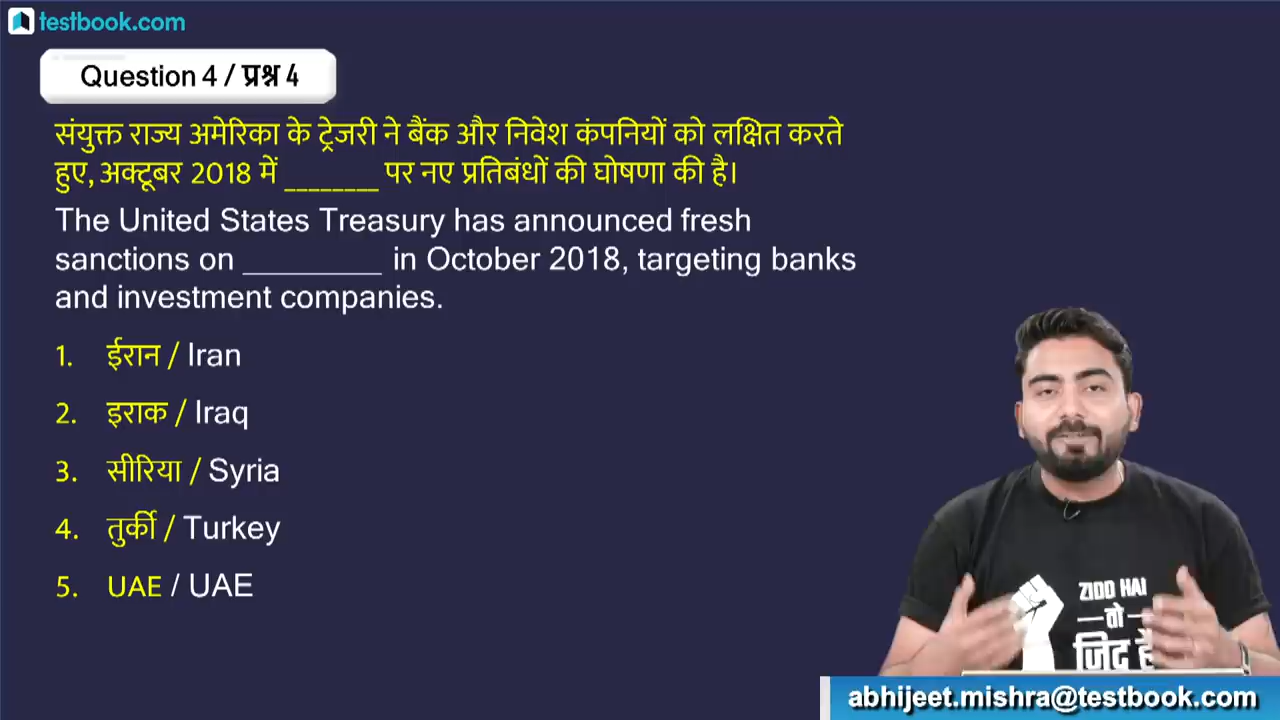 testbook.com
Question 4 / प्रश्न 4
संयुक्त राज्य अमेरिका के ट्रेजरी ने बैंक और निवेश कंपनियों को लक्षित करते
हुए, अक्टूबर 2018 में ________ पर नए प्रतिबंधों की घोषणा की है।
The United States Treasury has announced fresh
sanctions on ________ in October 2018, targeting banks
and investment companies.
1. ईरान / Iran
2. इराक / Iraq
3. सीरिया / Syria
4. तुर्की / Turkey
5. UAE / UAE
ZIDD HAI
तो
ज़िद है
abhijeet.mishra@testbook.com